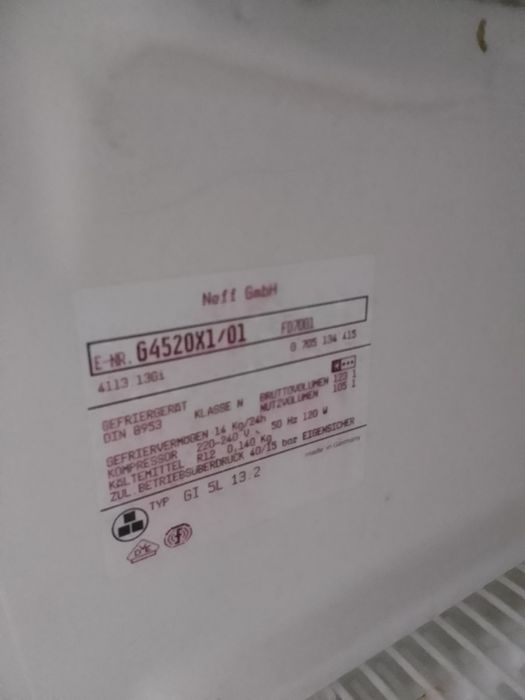 Neff GmbH
E-NR. G4520X1/01 FD7001
4113 13Gi 0 705 134 415
GEFRIERGERÄT KLASSE N BRUTTOVOLUMEN 123 l
DIN 8953 NUTZVOLUMEN 105 l
GEFRIERVERMÖGEN 14 Kg/24h
KOMPRESSOR 220-240 V ~ 50 Hz 120 W
KÄLTEMITTEL R12 0,140 Kg
ZUL. BETRIEBSÜBERDRUCK 40/15 bar EIGENSICHER
made in Germany
TYP GI 5L 13.2